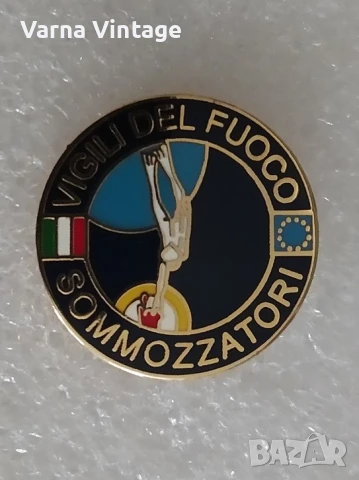 Varna Vintage
VIGILI DEL FUOCO
SOMMOZZATORI
BAZAR